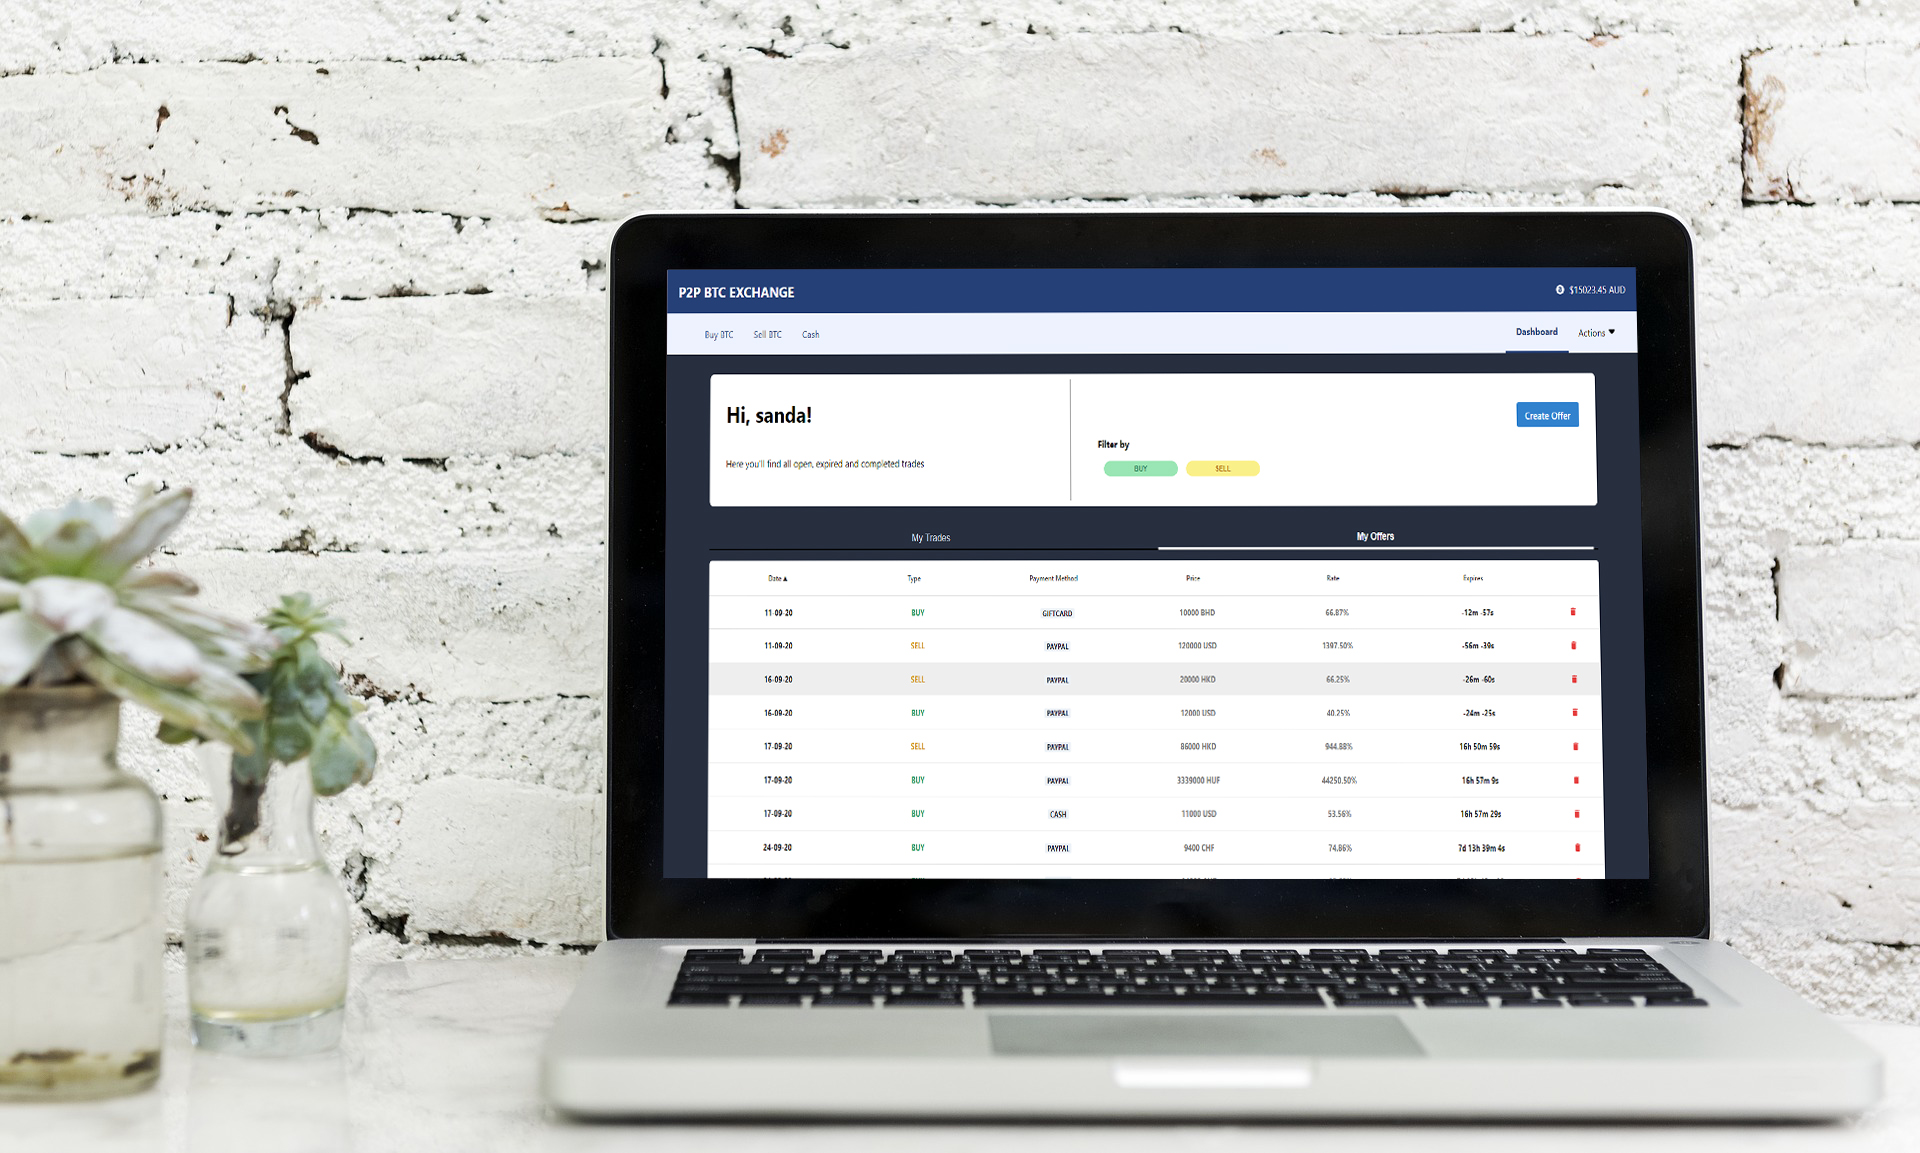 P2P BTC EXCHANGE $15023.45 AUD
Buy BTC Sell BTC Cash Dashboard Actions
Hi, sanda!
Create Offer
Filter by
Here you'll find all open, expired and completed trades
BUY SELL
My Trades My Offers
Date Type Payment Method Price Rate Expires
11-09-20 BUY GIFTCARD 10000 BHD 66.87% -12m -57s
11-09-20 SELL PAYPAL 120000 USD 1397.50% -56m -39s
16-09-20 SELL PAYPAL 20000 HKD 66.25% -26m -60s
16-09-20 BUY PAYPAL 12000 USD 40.25% -24m -25s
17-09-20 SELL PAYPAL 86000 HKD 944.88% 16h 50m 59s
17-09-20 BUY PAYPAL 3339000 HUF 44250.50% 16h 57m 9s
17-09-20 BUY CASH 11000 USD 53.56% 16h 57m 29s
24-09-20 BUY PAYPAL 9400 CHF 74.86% 7d 13h 39m 4s